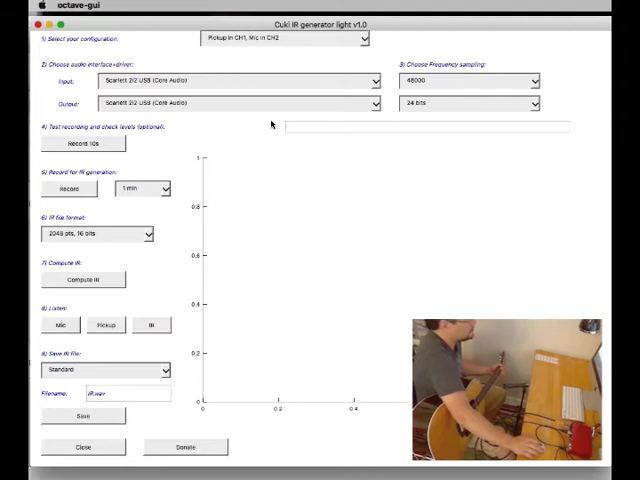 octave-gui
Cuki IR generator light v1.0
1) Select your configuration:
Pickup in CH1, Mic in CH2
2) Choose audio interface+driver:
3) Choose Frequency sampling:
Input:
Scarlett 2i2 USB (Core Audio)
48000
Output:
Scarlett 2i2 USB (Core Audio)
24 bits
4) Test recording and check levels (optional):
Record 10s
5) Record for IR generation:
Record
1 min
6) IR file format:
2048 pts, 16 bits
7) Compute IR:
Compute IR
8) Listen:
Mic
Pickup
IR
8) Save IR file:
Standard
Filename:
IR.wav
Save
Close
Donate
1
0.8
0.6
0.4
0.2
0
0
0.2
0.4